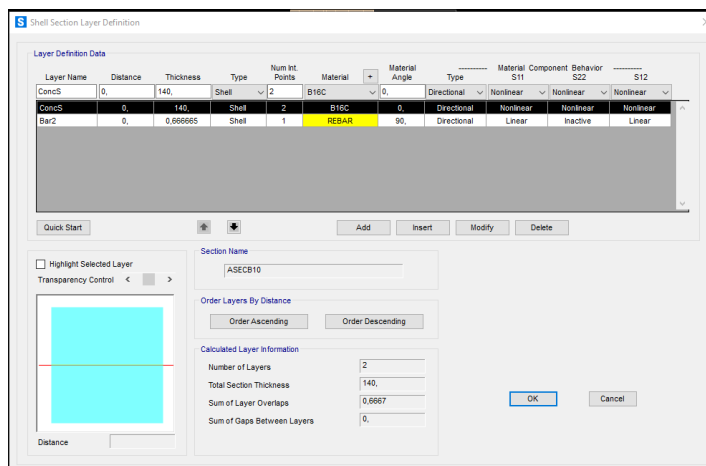 S Shell Section Layer Definition
Layer Definition Data
Num Int. Material ---------- Material Component Behavior ----------
Layer Name Distance Thickness Type Points Material + Angle Type S11 S22 S12
ConcS 0, 140, Shell 2 B16C 0, Directional Nonlinear Nonlinear Nonlinear
ConcS 0, 140, Shell 2 B16C 0, Directional Nonlinear Nonlinear Nonlinear
Bar2 0, 0,666665 Shell 1 REBAR 90, Directional Linear Inactive Linear
Quick Start Add Insert Modify Delete
Highlight Selected Layer
Transparency Control < >
Distance
Section Name
ASECB10
Order Layers By Distance
Order Ascending Order Descending
Calculated Layer Information
Number of Layers 2
Total Section Thickness 140,
Sum of Layer Overlaps 0,6667
Sum of Gaps Between Layers 0,
OK Cancel